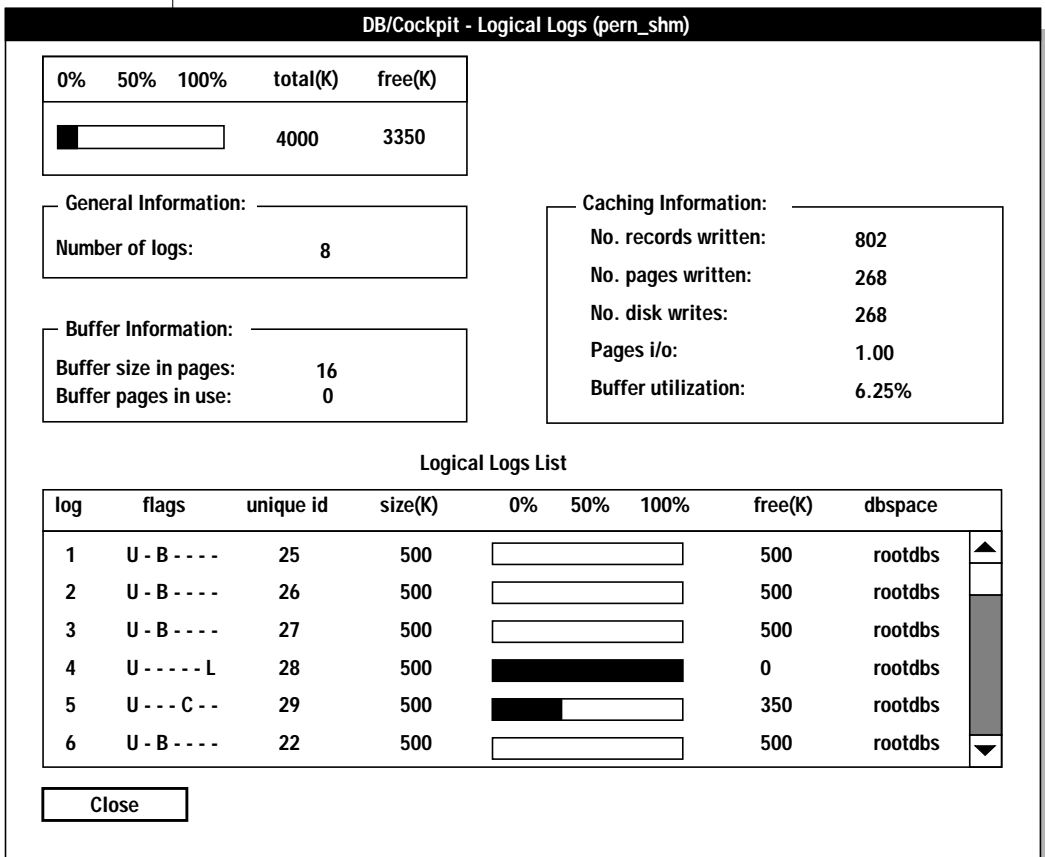 DB/Cockpit - Logical Logs (pern_shm)
0% 50% 100% total(K) free(K)
4000 3350
General Information:
Number of logs: 8
Buffer Information:
Buffer size in pages: 16
Buffer pages in use: 0
Caching Information:
No. records written: 802
No. pages written: 268
No. disk writes: 268
Pages i/o: 1.00
Buffer utilization: 6.25%
Logical Logs List
log flags unique id size(K) 0% 50% 100% free(K) dbspace
1 U - B - - - - 25 500 500 rootdbs
2 U - B - - - - 26 500 500 rootdbs
3 U - B - - - - 27 500 500 rootdbs
4 U - - - - - L 28 500 0 rootdbs
5 U - - - C - - 29 500 350 rootdbs
6 U - B - - - - 22 500 500 rootdbs
Close